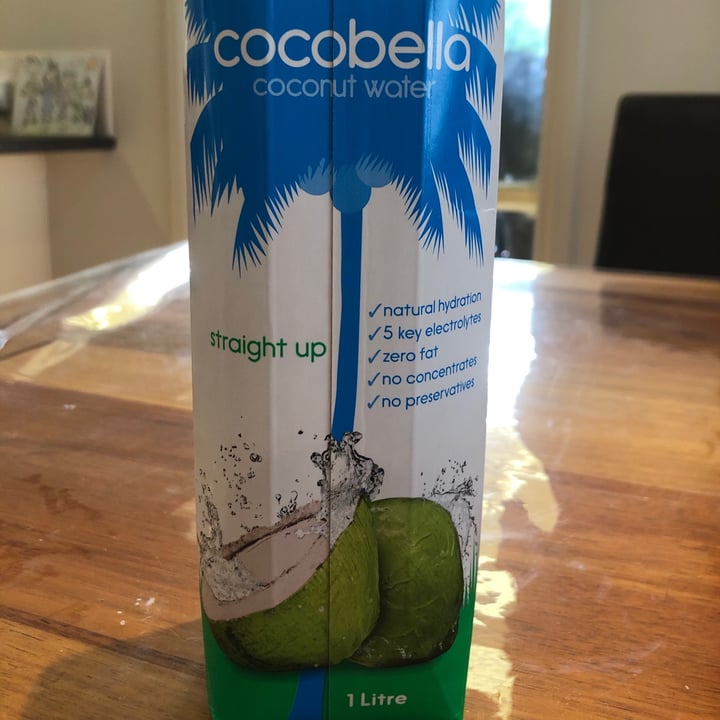 cocobella
coconut water
straight up
✓natural hydration
✓5 key electrolytes
✓zero fat
✓no concentrates
✓no preservatives
1 Litre